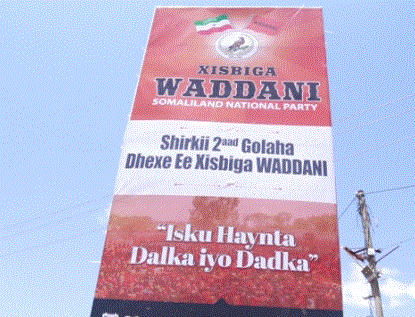 XISBIGA
WADDANI
SOMALILAND NATIONAL PARTY
Shirkii 2aad Golaha
Dhexe Ee Xisbiga WADDANI
"Isku Haynta
Dalka iyo Dadka"